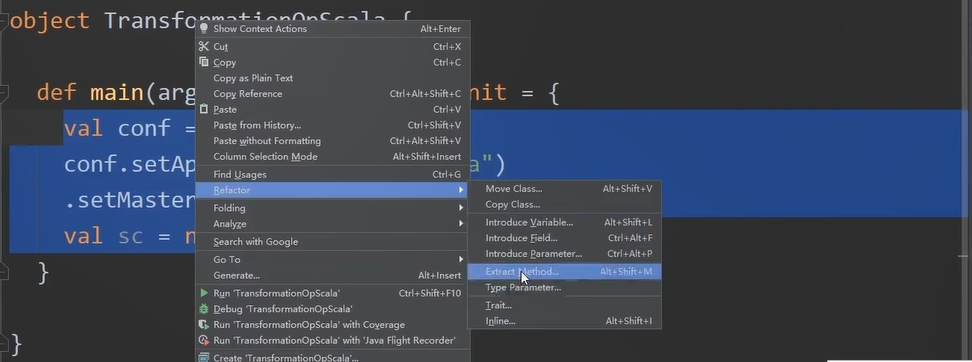 object TransformationOpScala {
Show Context Actions Alt+Enter
Cut Ctrl+X
Copy Ctrl+C
Copy as Plain Text
Copy Reference Ctrl+Alt+Shift+C
def main(arg nit = {
Paste Ctrl+V
Paste from History... Ctrl+Shift+V
val conf =
Paste without Formatting Ctrl+Alt+Shift+V
Column Selection Mode Alt+Shift+Insert
conf.setAp a")
Find Usages Ctrl+G
Refactor
.setMaster
Folding
Analyze
val sc = n
Search with Google
Go To
Generate... Alt+Insert
}
Run 'TransformationOpScala' Ctrl+Shift+F10
Debug 'TransformationOpScala'
Run 'TransformationOpScala' with Coverage
Run 'TransformationOpScala' with 'Java Flight Recorder'
}
Create 'TransformationOpScala'...
Move Class... Alt+Shift+V
Copy Class...
Introduce Variable... Alt+Shift+L
Introduce Field... Ctrl+Alt+F
Introduce Parameter... Ctrl+Alt+P
Extract Method... Alt+Shift+M
Type Parameter...
Trait...
Inline... Alt+Shift+I